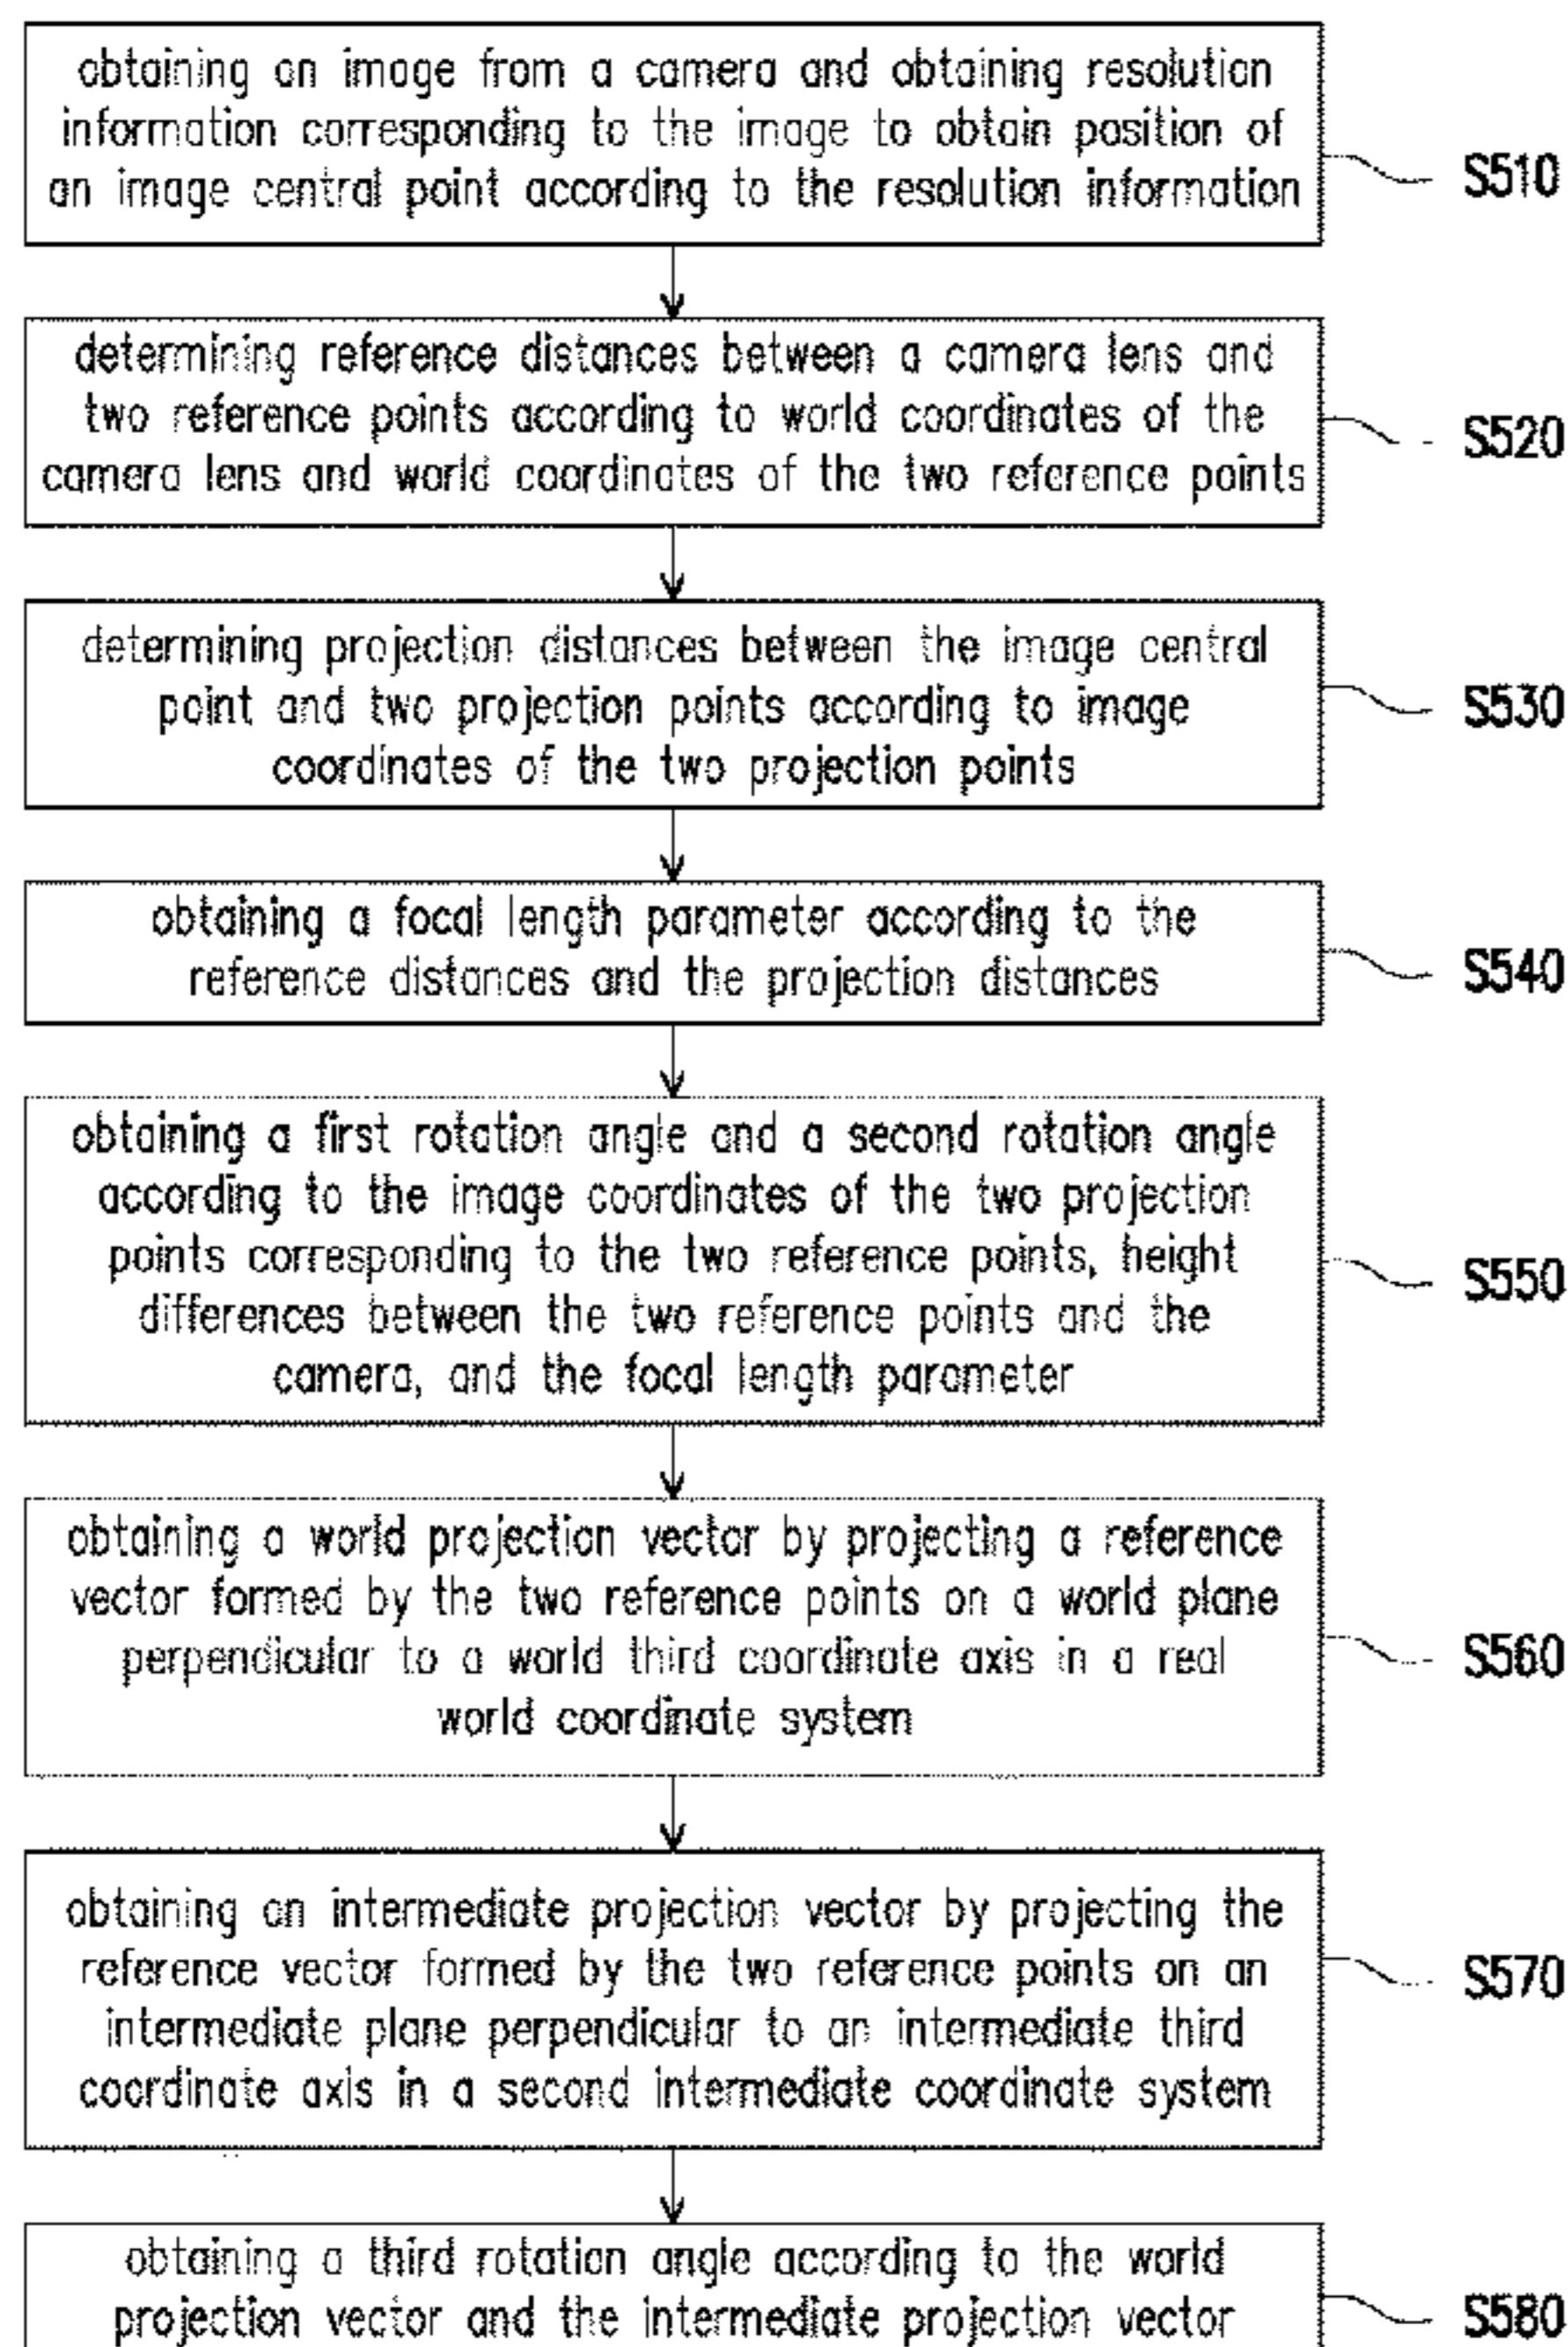 obtaining an image from a camera and obtaining resolution
information corresponding to the image to obtain position of
an image central point according to the resolution information
S510
determining reference distances between a camera lens and
two reference points according to world coordinates of the
camera lens and world coordinates of the two reference points
S520
determining projection distances between the image central
point and two projection points according to image
coordinates of the two projection points
S530
obtaining a focal length parameter according to the
reference distances and the projection distances
S540
obtaining a first rotation angle and a second rotation angle
according to the image coordinates of the two projection
points corresponding to the two reference points, height
differences between the two reference points and the
camera, and the focal length parameter
S550
obtaining a world projection vector by projecting a reference
vector formed by the two reference points on a world plane
perpendicular to a world third coordinate axis in a real
world coordinate system
S560
obtaining an intermediate projection vector by projecting the
reference vector formed by the two reference points on an
intermediate plane perpendicular to an intermediate third
coordinate axis in a second intermediate coordinate system
S570
obtaining a third rotation angle according to the world
projection vector and the intermediate projection vector
S580